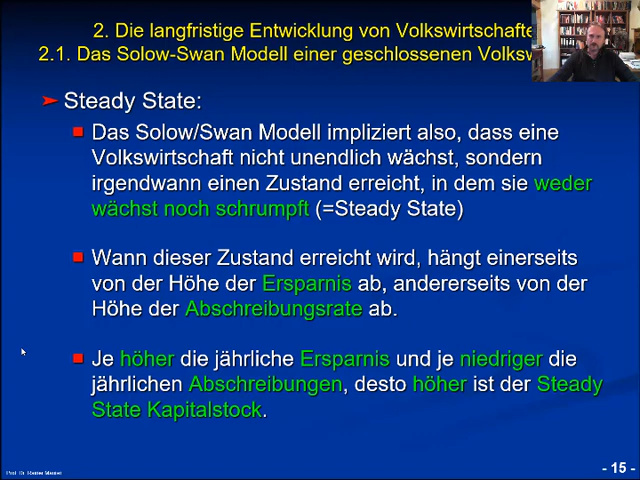 2. Die langfristige Entwicklung von Volkswirtschafte
2.1. Das Solow-Swan Modell einer geschlossenen Volksw
Steady State:
Das Solow/Swan Modell impliziert also, dass eine
Volkswirtschaft nicht unendlich wächst, sondern
irgendwann einen Zustand erreicht, in dem sie weder
wächst noch schrumpft (=Steady State)
Wann dieser Zustand erreicht wird, hängt einerseits
von der Höhe der Ersparnis ab, andererseits von der
Höhe der Abschreibungsrate ab.
Je höher die jährliche Ersparnis und je niedriger die
jährlichen Abschreibungen, desto höher ist der Steady
State Kapitalstock.
Prof. Dr. Rainer Maurer
- 15 -